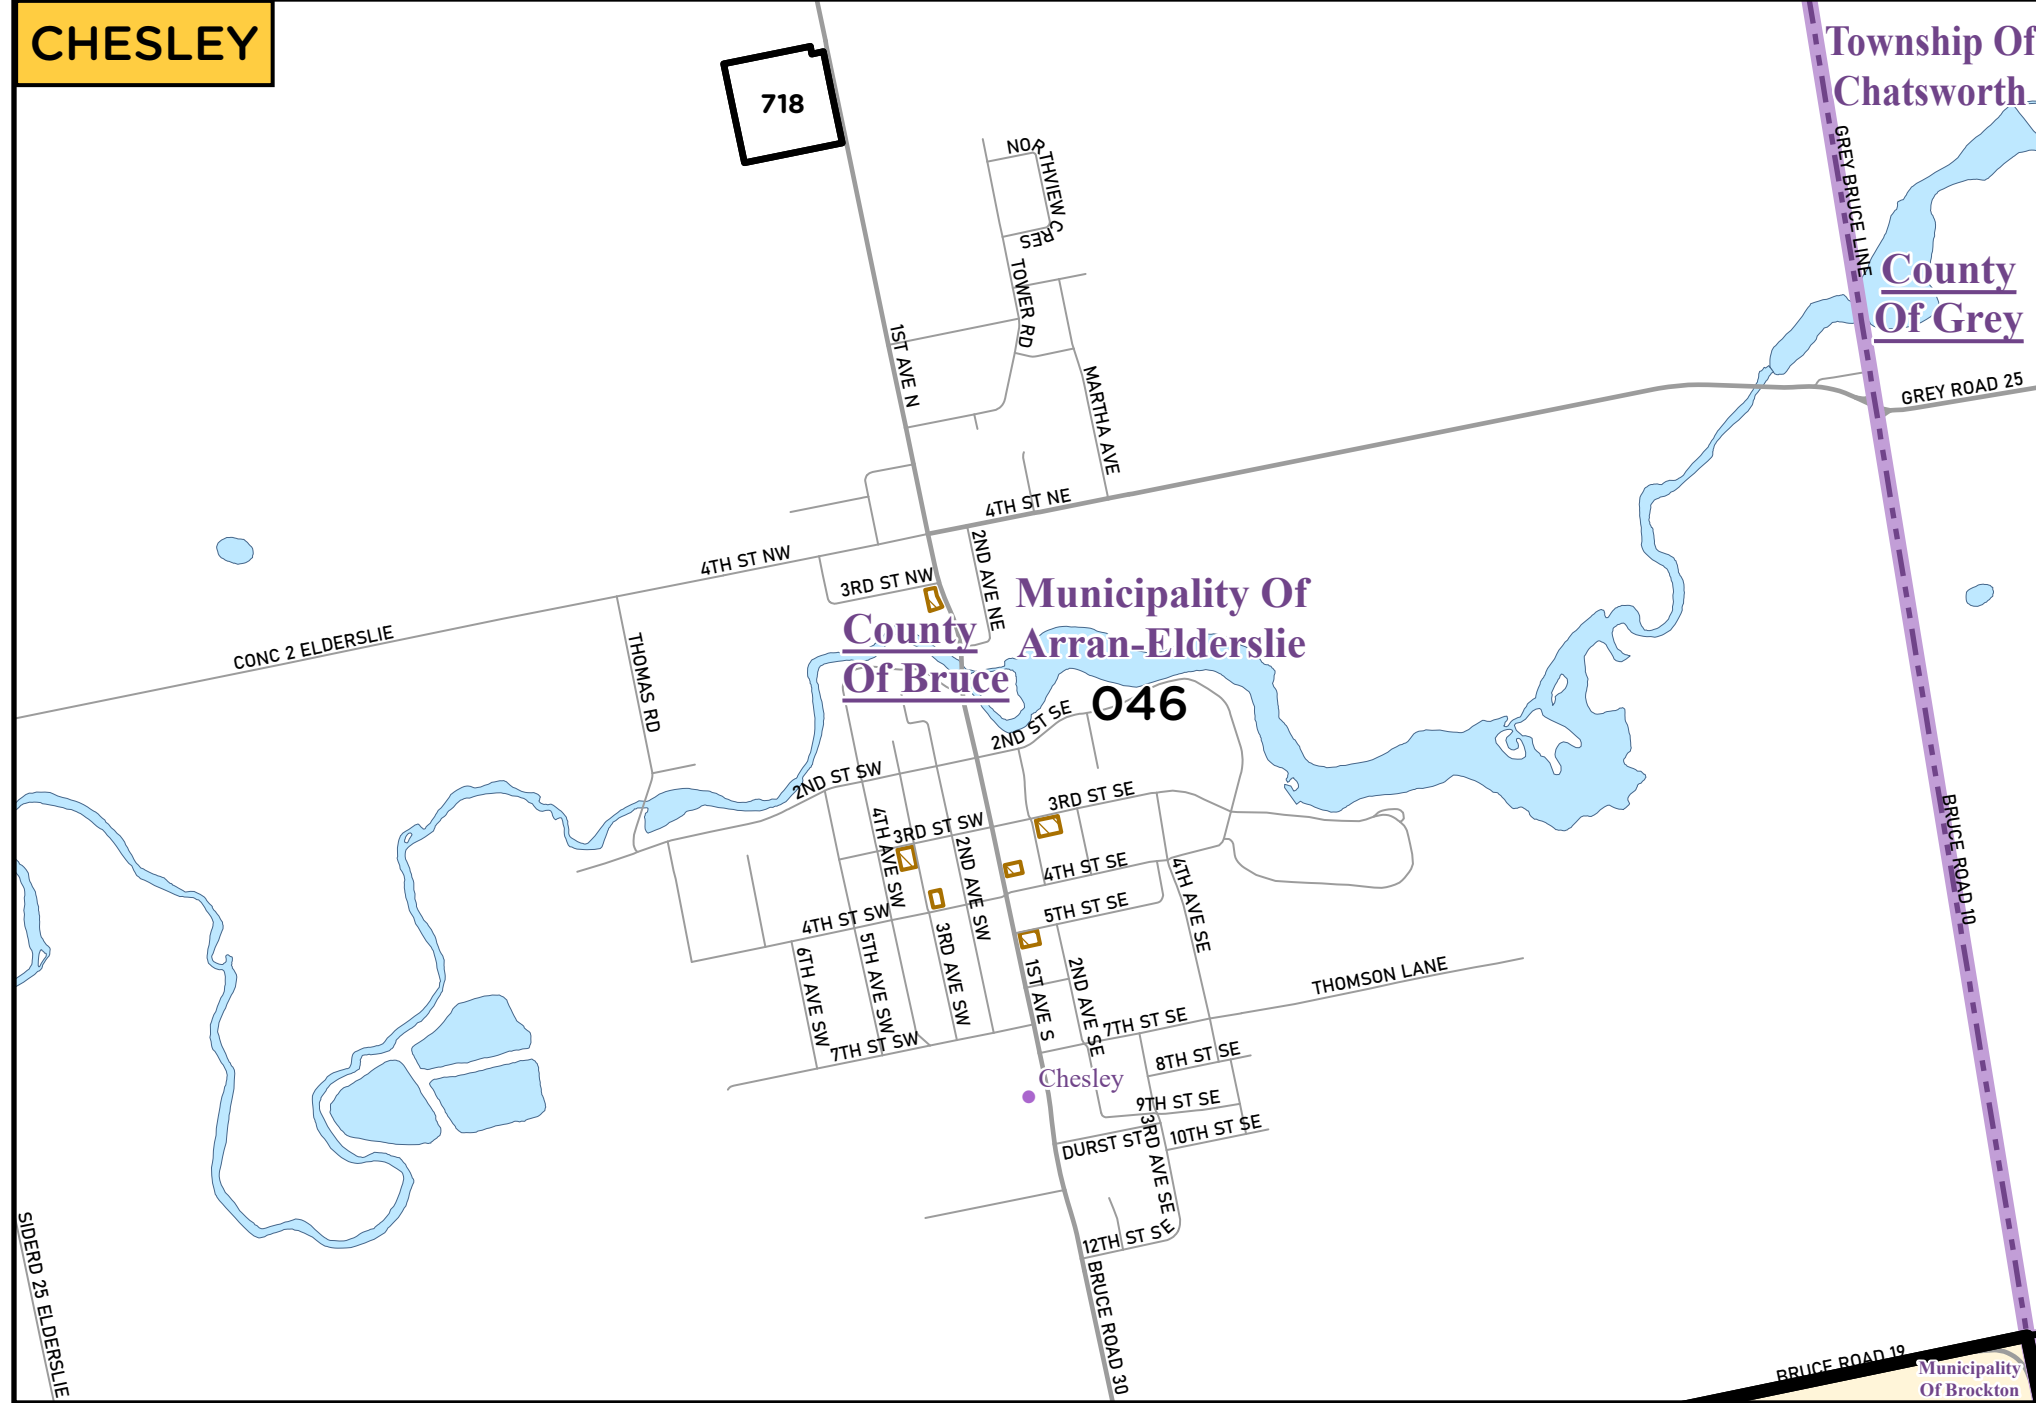 CHESLEY
Township Of
Chatsworth
718
NORTHVIEW CRES
GREY BRUCE LINE
TOWER RD
County
Of Grey
1ST AVE N
MARTHA AVE
GREY ROAD 25
4TH ST NE
4TH ST NW
2ND AVE NE
3RD ST NW
Municipality Of
Arran-Elderslie
County
Of Bruce
CONC 2 ELDERSLIE
THOMAS RD
046
2ND ST SE
2ND ST SW
3RD ST SE
3RD ST SW
4TH AVE SW
2ND AVE SW
4TH ST SE
4TH AVE SE
BRUCE ROAD 10
5TH ST SE
4TH ST SW
3RD AVE SW
5TH AVE SW
6TH AVE SW
1ST AVE S
2ND AVE SE
THOMSON LANE
7TH ST SE
7TH ST SW
8TH ST SE
Chesley
9TH ST SE
3RD AVE SE
10TH ST SE
DURST ST
12TH ST SE
SIDERD 25 ELDERSLIE
BRUCE ROAD 30
BRUCE ROAD 19
Municipality
Of Brockton